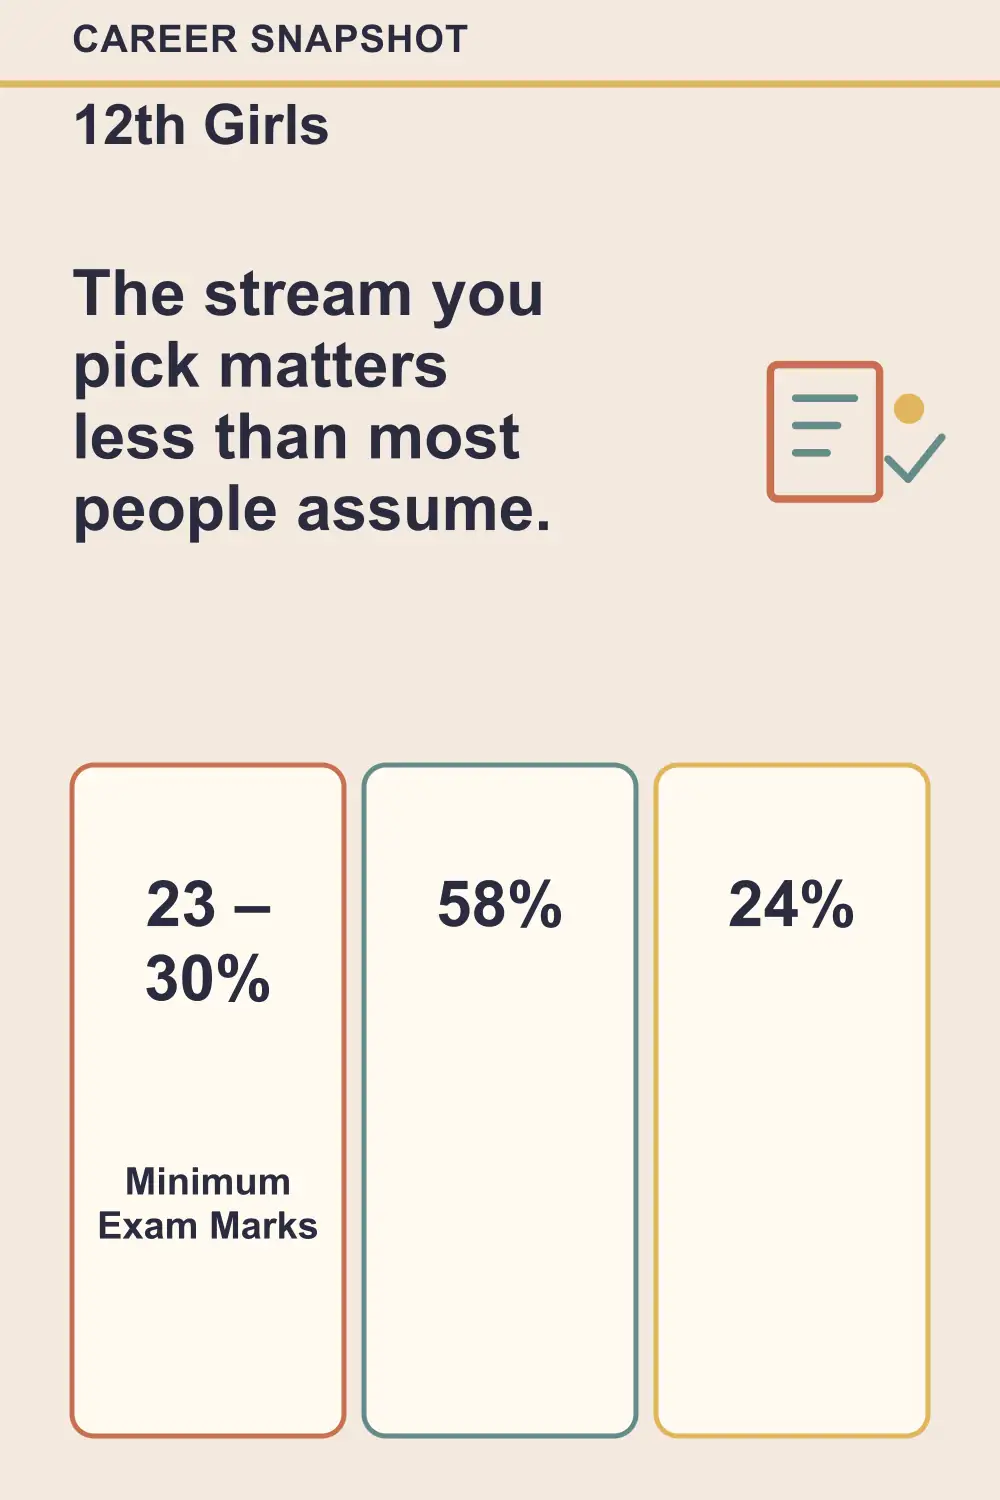 CAREER SNAPSHOT
12th Girls
The stream you
pick matters
less than most
people assume.
23 –
30%
Minimum
Exam Marks
58%
24%